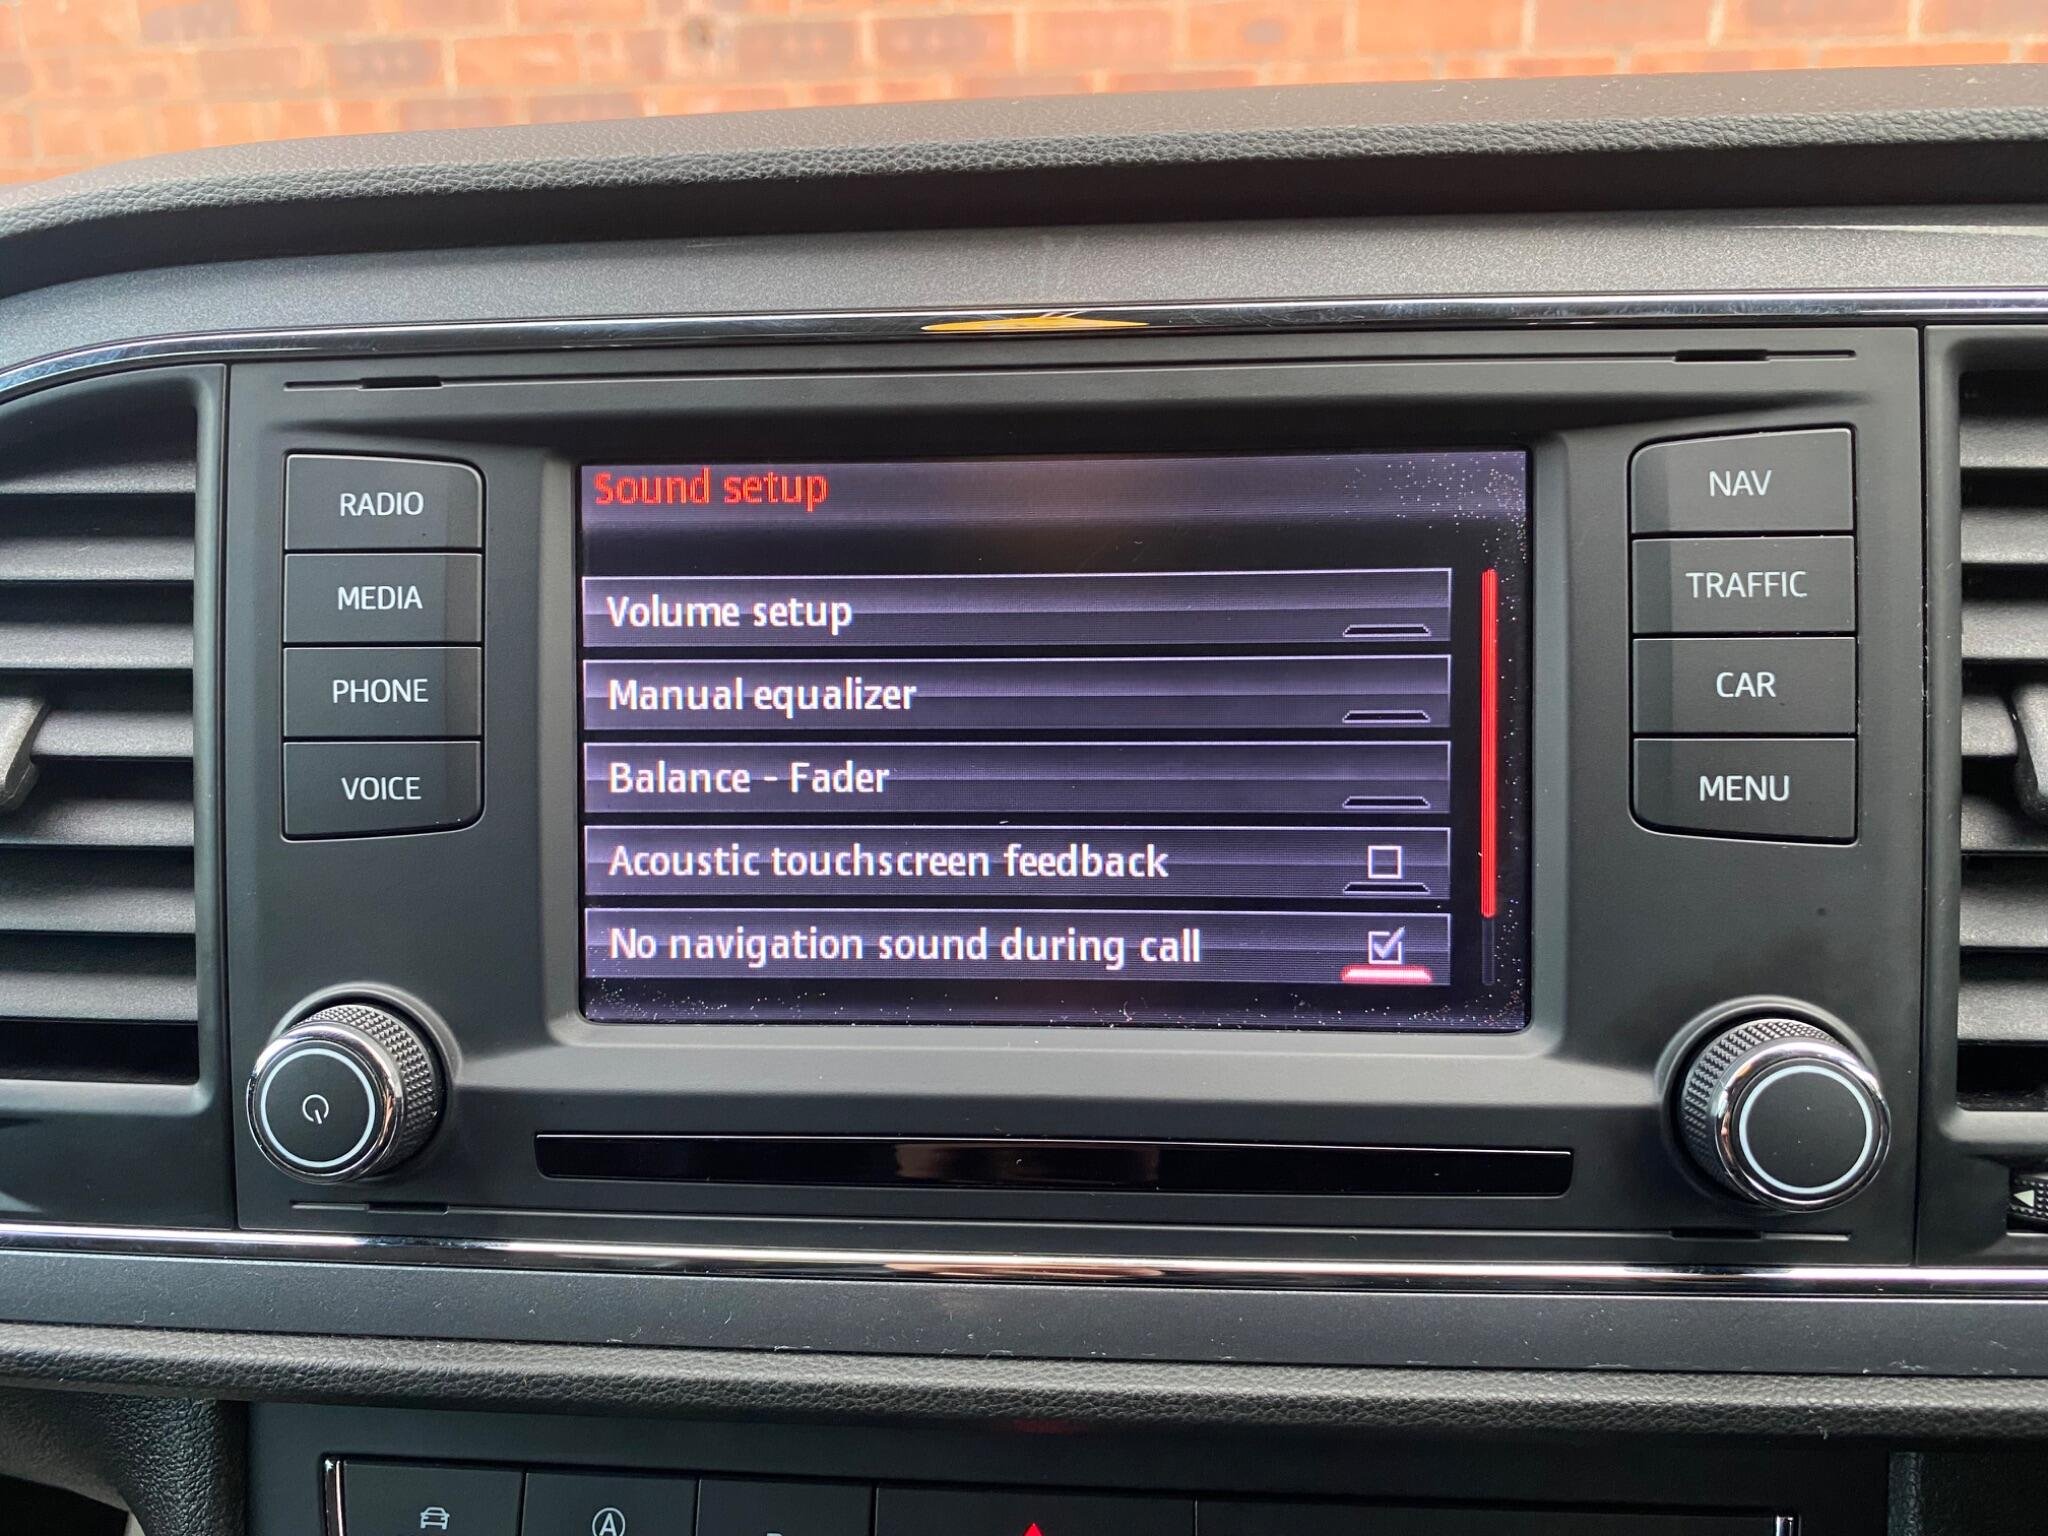 RADIO
MEDIA
PHONE
VOICE
Sound setup
Volume setup
Manual equalizer
Balance - Fader
Acoustic touchscreen feedback
No navigation sound during call
NAV
TRAFFIC
CAR
MENU
A